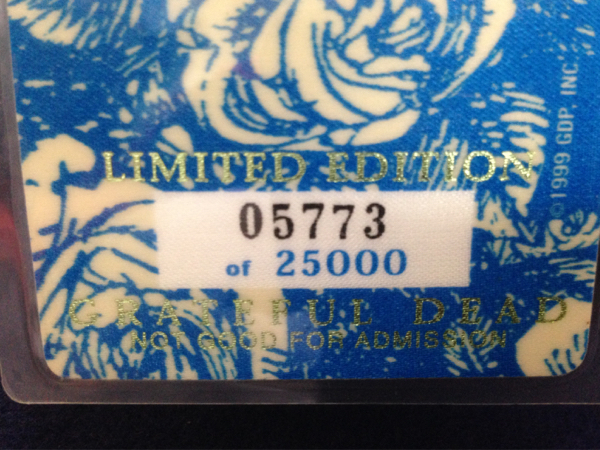 LIMITED EDITION
05773
of 25000
GRATEFUL DEAD
NOT GOOD FOR ADMISSION
©1999 GDP, INC.